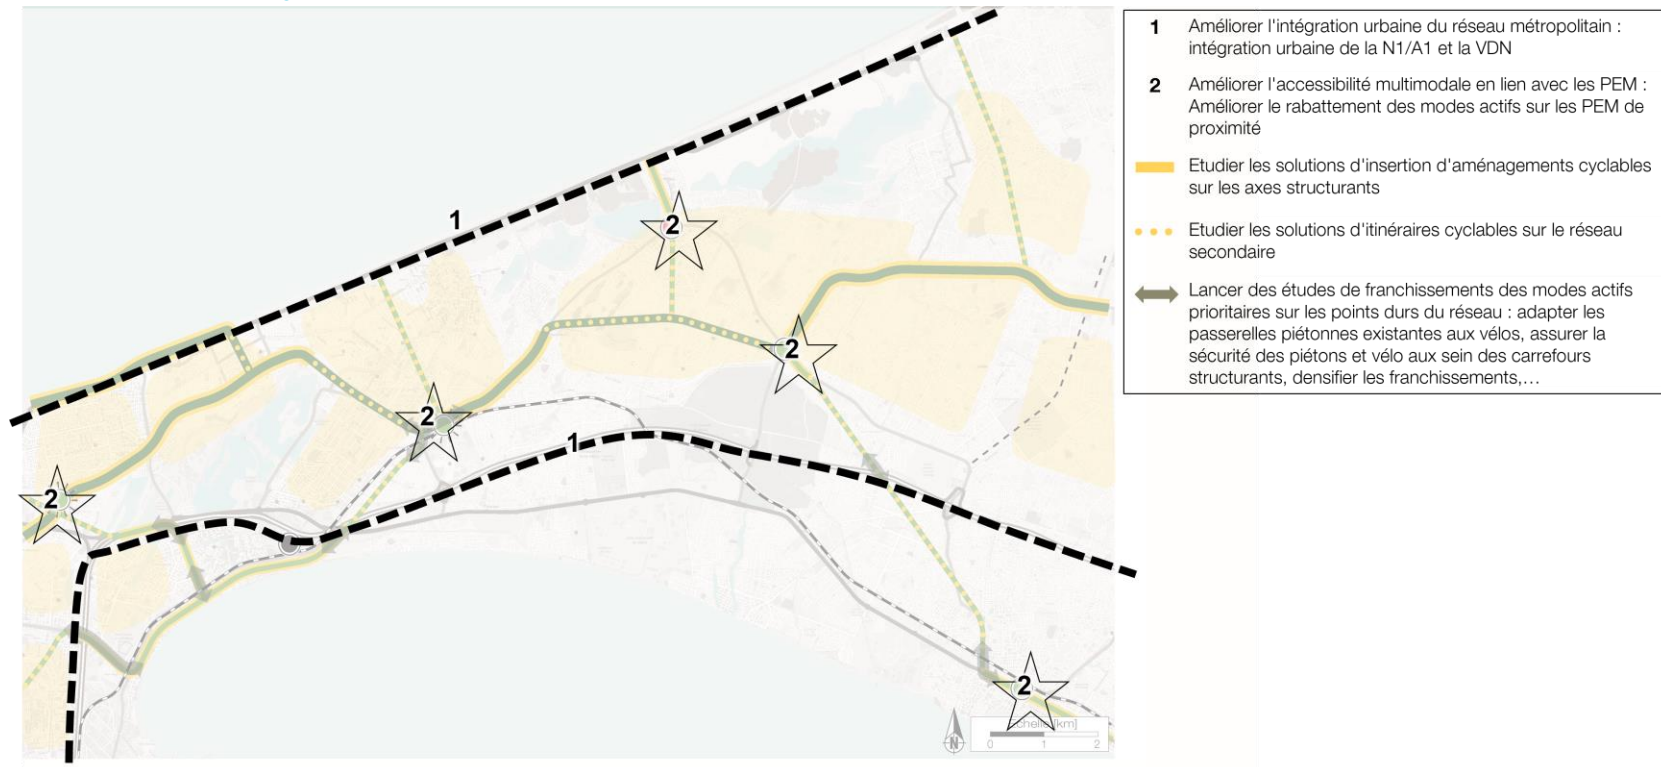 1 Améliorer l'intégration urbaine du réseau métropolitain :
intégration urbaine de la N1/A1 et la VDN
2 Améliorer l'accessibilité multimodale en lien avec les PEM :
Améliorer le rabattement des modes actifs sur les PEM de
proximité
Etudier les solutions d'insertion d'aménagements cyclables
sur les axes structurants
Etudier les solutions d'itinéraires cyclables sur le réseau
secondaire
Lancer des études de franchissements des modes actifs
prioritaires sur les points durs du réseau : adapter les
passerelles piétonnes existantes aux vélos, assurer la
sécurité des piétons et vélo aux sein des carrefours
structurants, densifier les franchissements,…
1
2
2
2
1
2
2
N
Echelle [km]
0 1 2